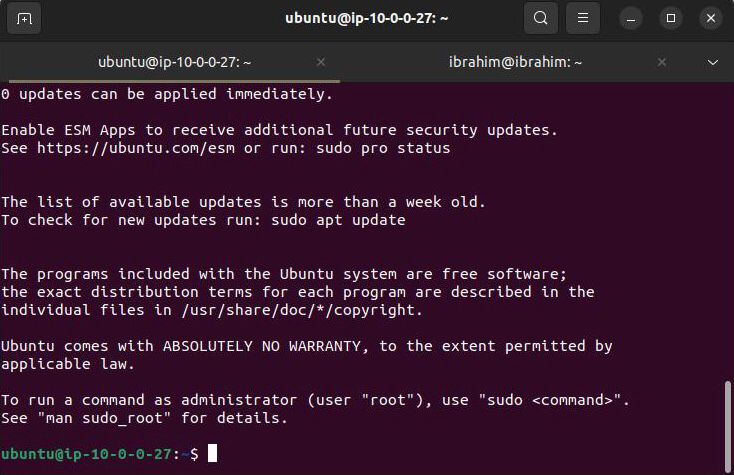 ubuntu@ip-10-0-0-27: ~
ubuntu@ip-10-0-0-27: ~
ibrahim@ibrahim: ~
0 updates can be applied immediately.
Enable ESM Apps to receive additional future security updates.
See https://ubuntu.com/esm or run: sudo pro status
The list of available updates is more than a week old.
To check for new updates run: sudo apt update
The programs included with the Ubuntu system are free software;
the exact distribution terms for each program are described in the
individual files in /usr/share/doc/*/copyright.
Ubuntu comes with ABSOLUTELY NO WARRANTY, to the extent permitted by
applicable law.
To run a command as administrator (user "root"), use "sudo <command>".
See "man sudo_root" for details.
ubuntu@ip-10-0-0-27:~$